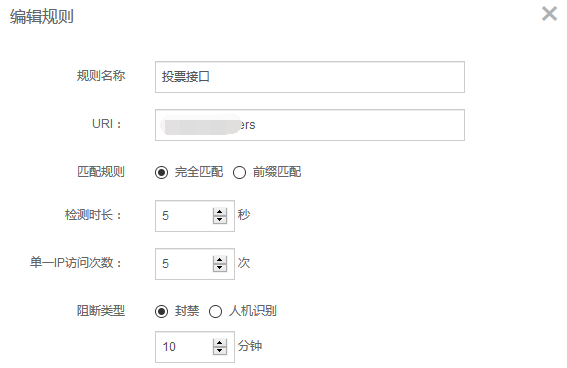 编辑规则
规则名称 投票接口
URI： ers
匹配规则 完全匹配 前缀匹配
检测时长： 5 秒
单一IP访问次数： 5 次
阻断类型 封禁 人机识别
10 分钟